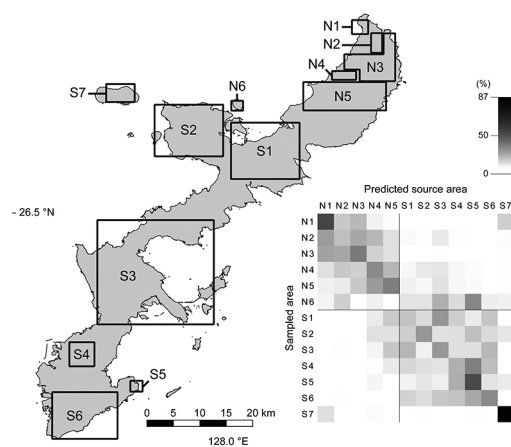 N1
N2
N3
N4
N5
N6
S7
S2
S1
(%)
87
50
0
- 26.5 °N
S3
S4
S5
S6
0 5 10 15 20 km
128.0 °E
Predicted source area
N1 N2 N3 N4 N5 S1 S2 S3 S4 S5 S6 S7
Sampled area
N1
N2
N3
N4
N5
N6
S1
S2
S3
S4
S5
S6
S7